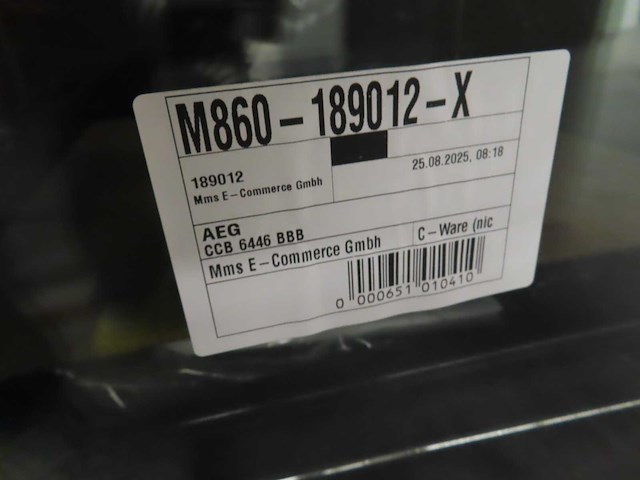 M860-189012-X
189012
25.08.2025, 08:18
Mms E-Commerce Gmbh
AEG
CCB 6446 BBB
C-Ware (nic
Mms E-Commerce Gmbh
0 000651 010410